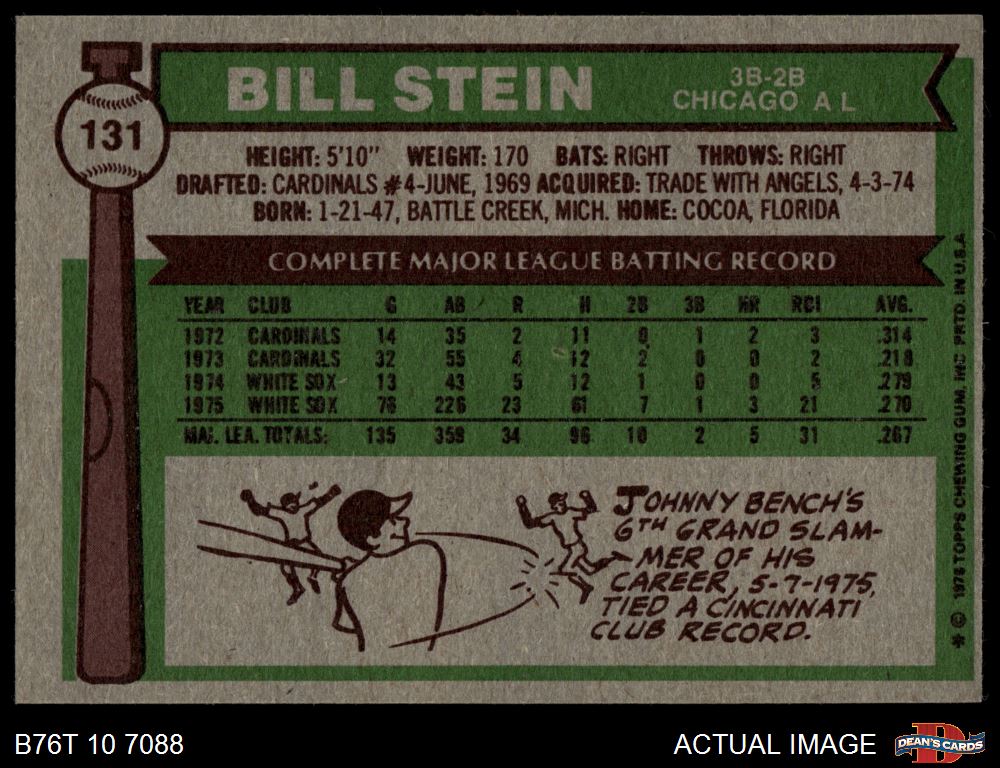 131
BILL STEIN
3B-2B
CHICAGO A L
HEIGHT: 5'10" WEIGHT: 170 BATS: RIGHT THROWS: RIGHT
DRAFTED: CARDINALS #4-JUNE, 1969 ACQUIRED: TRADE WITH ANGELS, 4-3-74
BORN: 1-21-47, BATTLE CREEK, MICH. HOME: COCOA, FLORIDA
COMPLETE MAJOR LEAGUE BATTING RECORD
YEAR CLUB G AB R H 2B 3B HR RBI AVG.
1972 CARDINALS 14 35 2 11 0 1 2 3 .314
1973 CARDINALS 32 55 4 12 2 0 0 2 .218
1974 WHITE SOX 13 43 5 12 1 0 0 5 .279
1975 WHITE SOX 76 226 23 61 7 1 3 21 .270
MAJ. LEA. TOTALS: 135 359 34 96 10 2 5 31 .267
JOHNNY BENCH'S
6TH GRAND SLAM-
MER OF HIS
CAREER, 5-7-1975,
TIED A CINCINNATI
CLUB RECORD.
* © 1976 TOPPS CHEWING GUM, INC. PRTD. IN U.S.A.
B76T 10 7088
ACTUAL IMAGE
D
DEAN'S CARDS